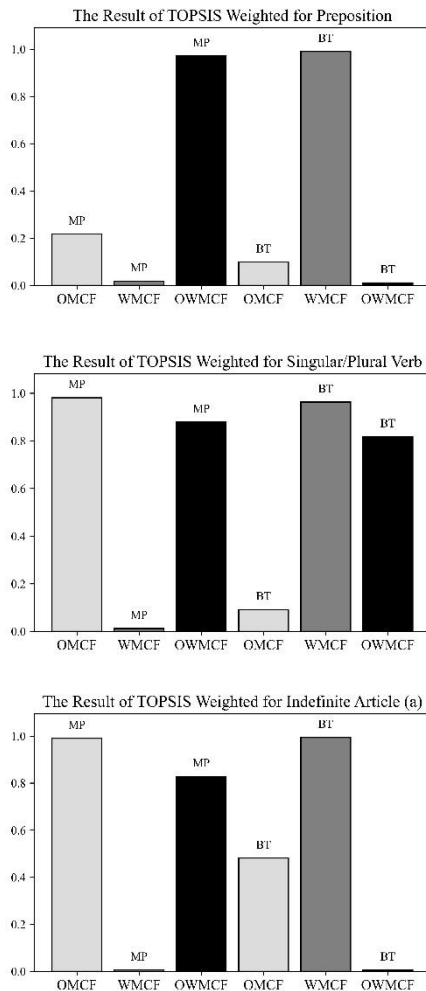 The Result of TOPSIS Weighted for Preposition
1.0
0.8
0.6
0.4
0.2
0.0
MP
MP
MP
BT
BT
BT
OMCF WMCF OWMCF OMCF WMCF OWMCF
The Result of TOPSIS Weighted for Singular/Plural Verb
1.0
0.8
0.6
0.4
0.2
0.0
MP
MP
MP
BT
BT
BT
OMCF WMCF OWMCF OMCF WMCF OWMCF
The Result of TOPSIS Weighted for Indefinite Article (a)
1.0
0.8
0.6
0.4
0.2
0.0
MP
MP
MP
BT
BT
BT
OMCF WMCF OWMCF OMCF WMCF OWMCF